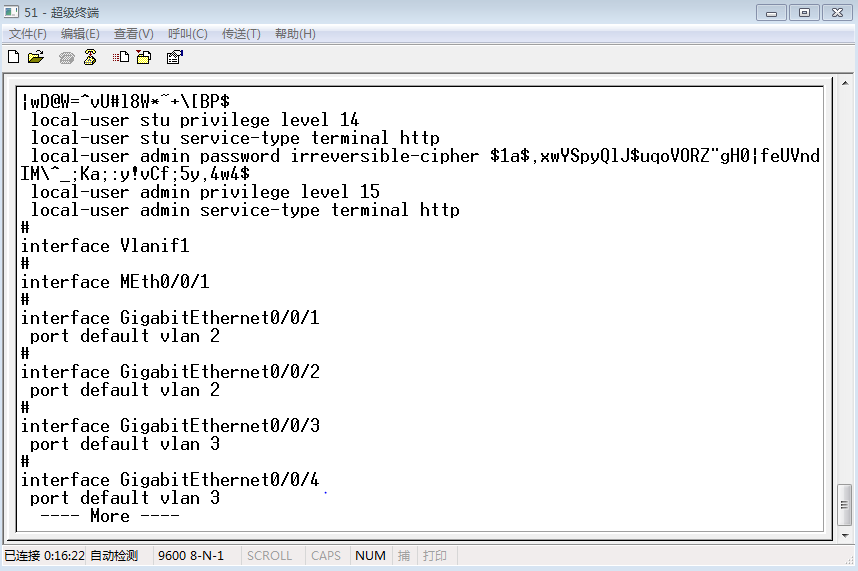 51 - 超级终端
文件(F) 编辑(E) 查看(V) 呼叫(C) 传送(T) 帮助(H)
|wD@W=^vU#l8W*~+\[BP$
local-user stu privilege level 14
local-user stu service-type terminal http
local-user admin password irreversible-cipher $1a$,xwYSpyQlJ$uqoVORZ"gH0|feUVnd
IM\^_;Ka;:y!vCf;5y,4w4$
local-user admin privilege level 15
local-user admin service-type terminal http
#
interface Vlanif1
#
interface MEth0/0/1
#
interface GigabitEthernet0/0/1
port default vlan 2
#
interface GigabitEthernet0/0/2
port default vlan 2
#
interface GigabitEthernet0/0/3
port default vlan 3
#
interface GigabitEthernet0/0/4
port default vlan 3
---- More ----
已连接 0:16:22 自动检测 9600 8-N-1 SCROLL CAPS NUM 捕 打印